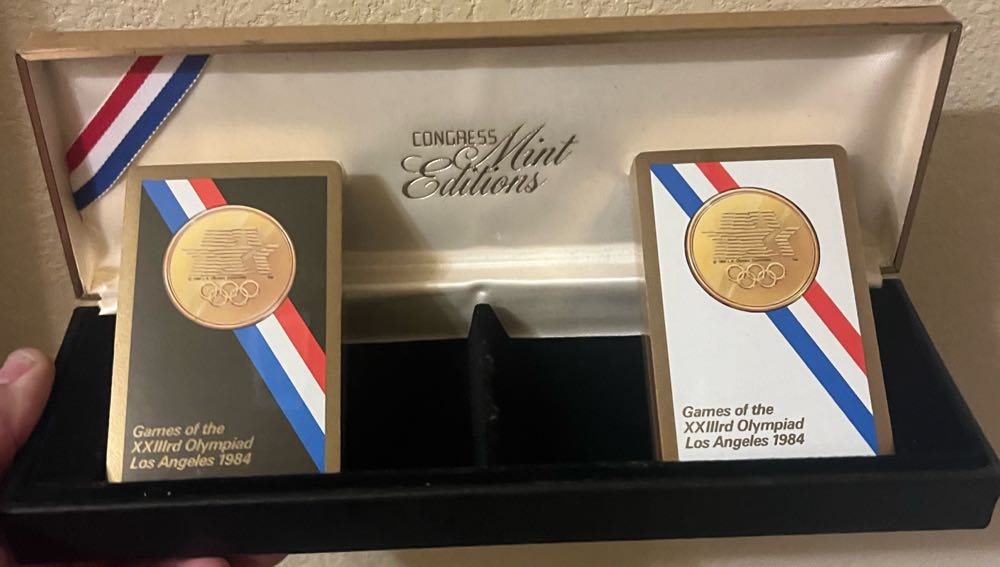 CONGRESS
Mint
Editions
Games of the
XXIIIrd Olympiad
Los Angeles 1984
Games of the
XXIIIrd Olympiad
Los Angeles 1984